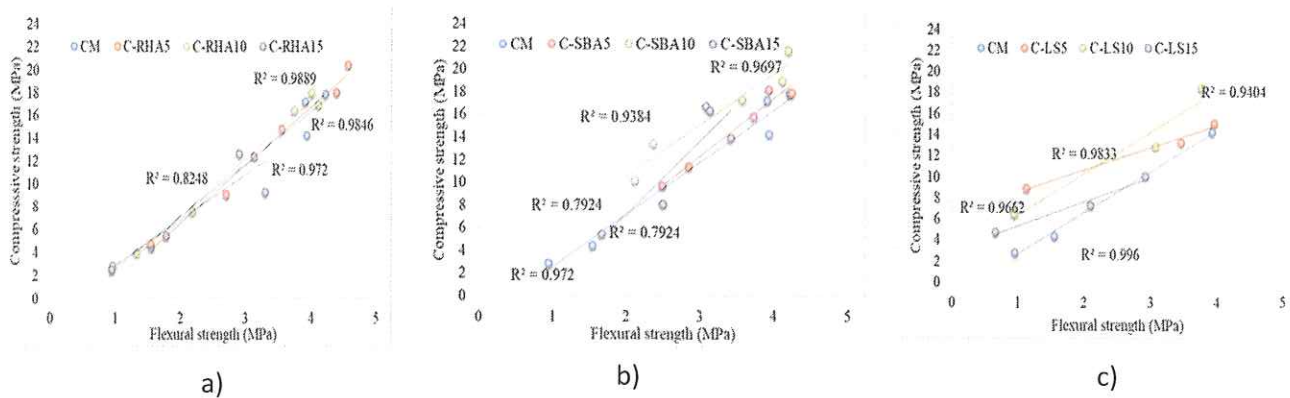 24
22
20
18
16
14
12
10
8
6
4
2
0
Compresssive strength (MPa)
CM C-RHA5 C-RHA10 C-RHA15
R² = 0.9889
R² = 0.9846
R² = 0.8248
R² = 0.972
0 1 2 3 4 5
Flexural strength (MPa)
a)
24
22
20
18
16
14
12
10
8
6
4
2
0
Compressive strength (MPa)
CM C-SBA5 C-SBA10 C-SBA15
R² = 0.9697
R² = 0.9384
R² = 0.7924
R² = 0.7924
R² = 0.972
0 1 2 3 4 5
Flexural strength (MPa)
b)
24
22
20
18
16
14
12
10
8
6
4
2
0
Compressive strength (MPa)
CM C-LS5 C-LS10 C-LS15
R² = 0.9404
R² = 0.9833
R² = 0.9662
R² = 0.996
0 1 2 3 4 5
Flexural strength (MPa)
c)